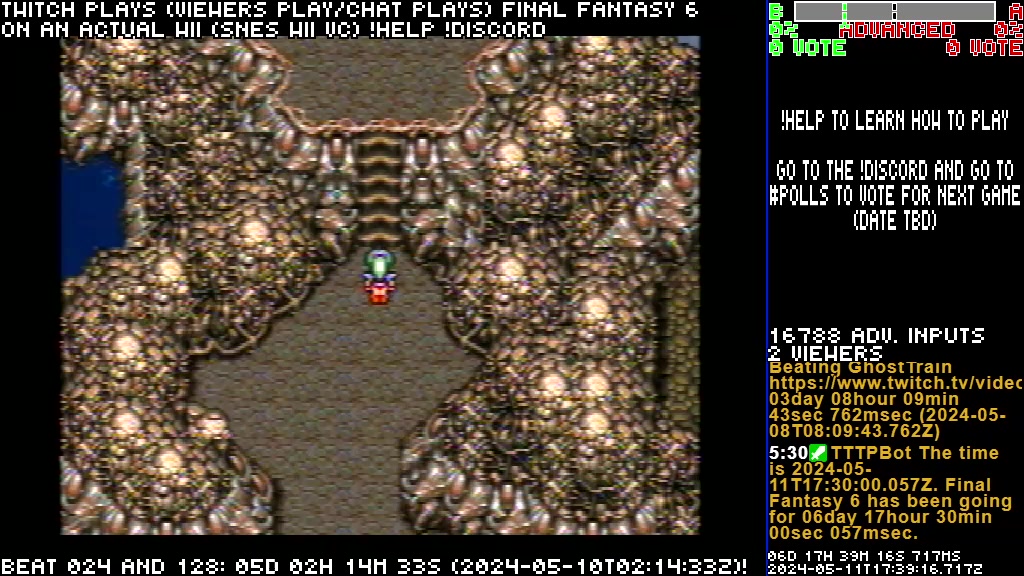 TWITCH PLAYS (VIEWERS PLAY/CHAT PLAYS) FINAL FANTASY 6
ON AN ACTUAL WII (SNES WII VC) !HELP !DISCORD
B A
0% ADVANCED 0%
0 VOTE 0 VOTE
!HELP TO LEARN HOW TO PLAY
GO TO THE !DISCORD AND GO TO
#POLLS TO VOTE FOR NEXT GAME
(DATE TBD)
16788 ADV. INPUTS
2 VIEWERS
Beating GhostTrain
https://www.twitch.tv/videc
03day 08hour 09min
43sec 762msec (2024-05-
08T08:09:43.762Z)
5:30 TTTPBot The time
is 2024-05-
11T17:30:00.057Z. Final
Fantasy 6 has been going
for 06day 17hour 30min
00sec 057msec.
06D 17H 39M 16S 717MS
2024-05-11T17:39:16.717Z
BEAT 024 AND 128: 05D 02H 14M 33S (2024-05-10T02:14:33Z)!